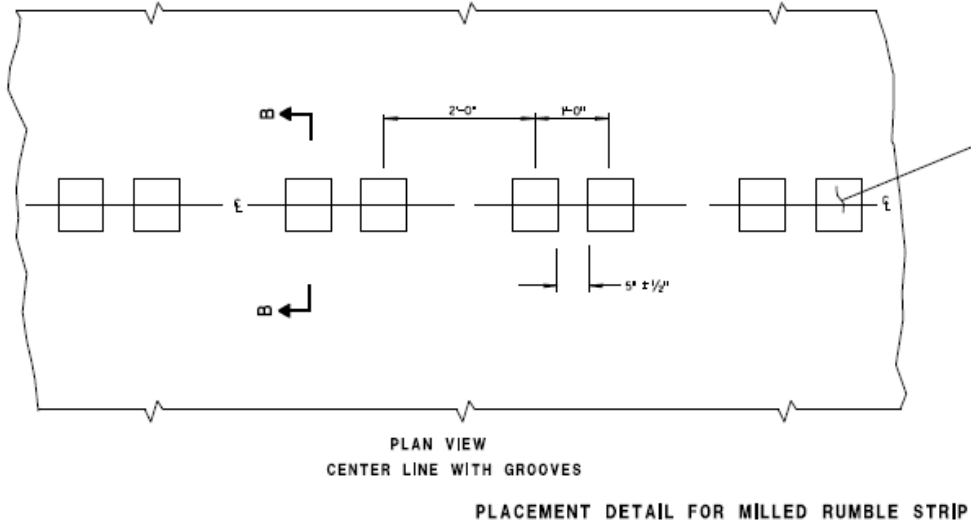 2'-0" 1'-0"
B
℄ ℄
B
5" ±1/2"
PLAN VIEW
CENTER LINE WITH GROOVES
PLACEMENT DETAIL FOR MILLED RUMBLE STRIP